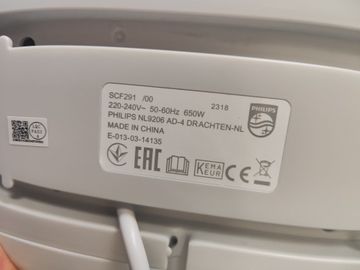 SCF291 /00 2318
220-240V~ 50-60Hz 650W
PHILIPS NL9206 AD-4 DRACHTEN-NL
MADE IN CHINA
E-013-03-14135
PHILIPS
EAC
KEMA
KEUR
CE